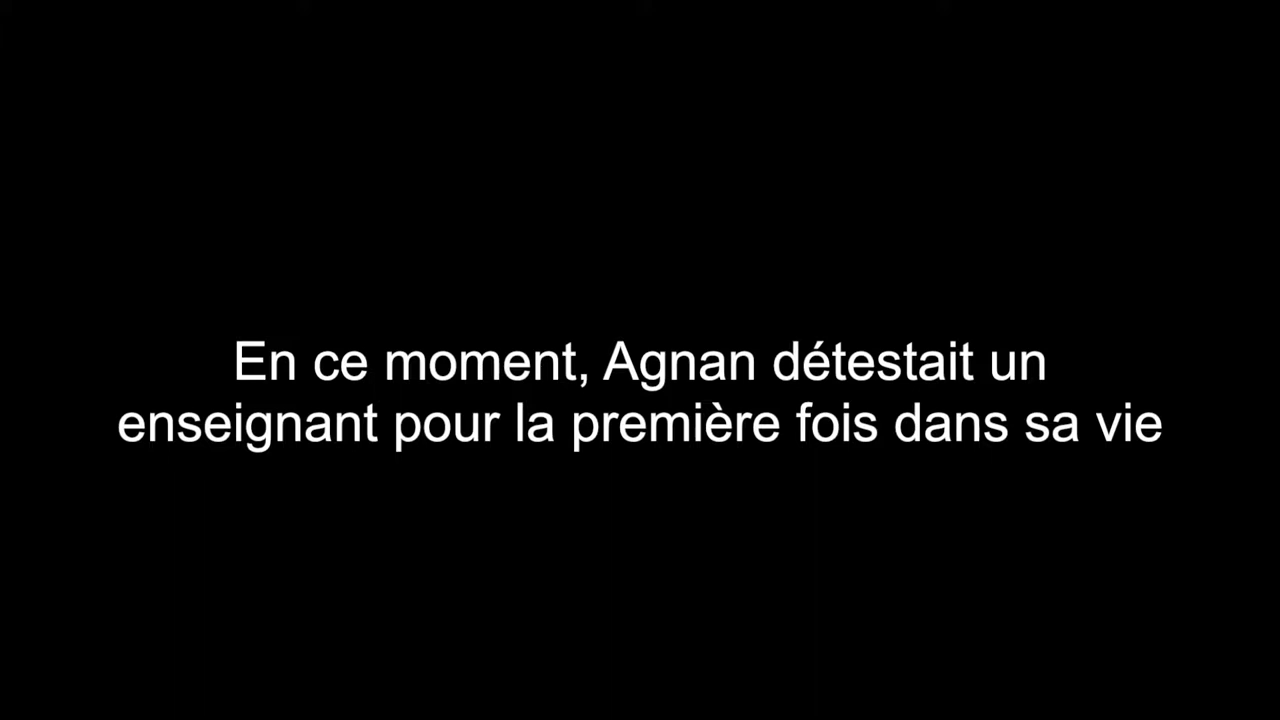 En ce moment, Agnan détestait un
enseignant pour la première fois dans sa vie